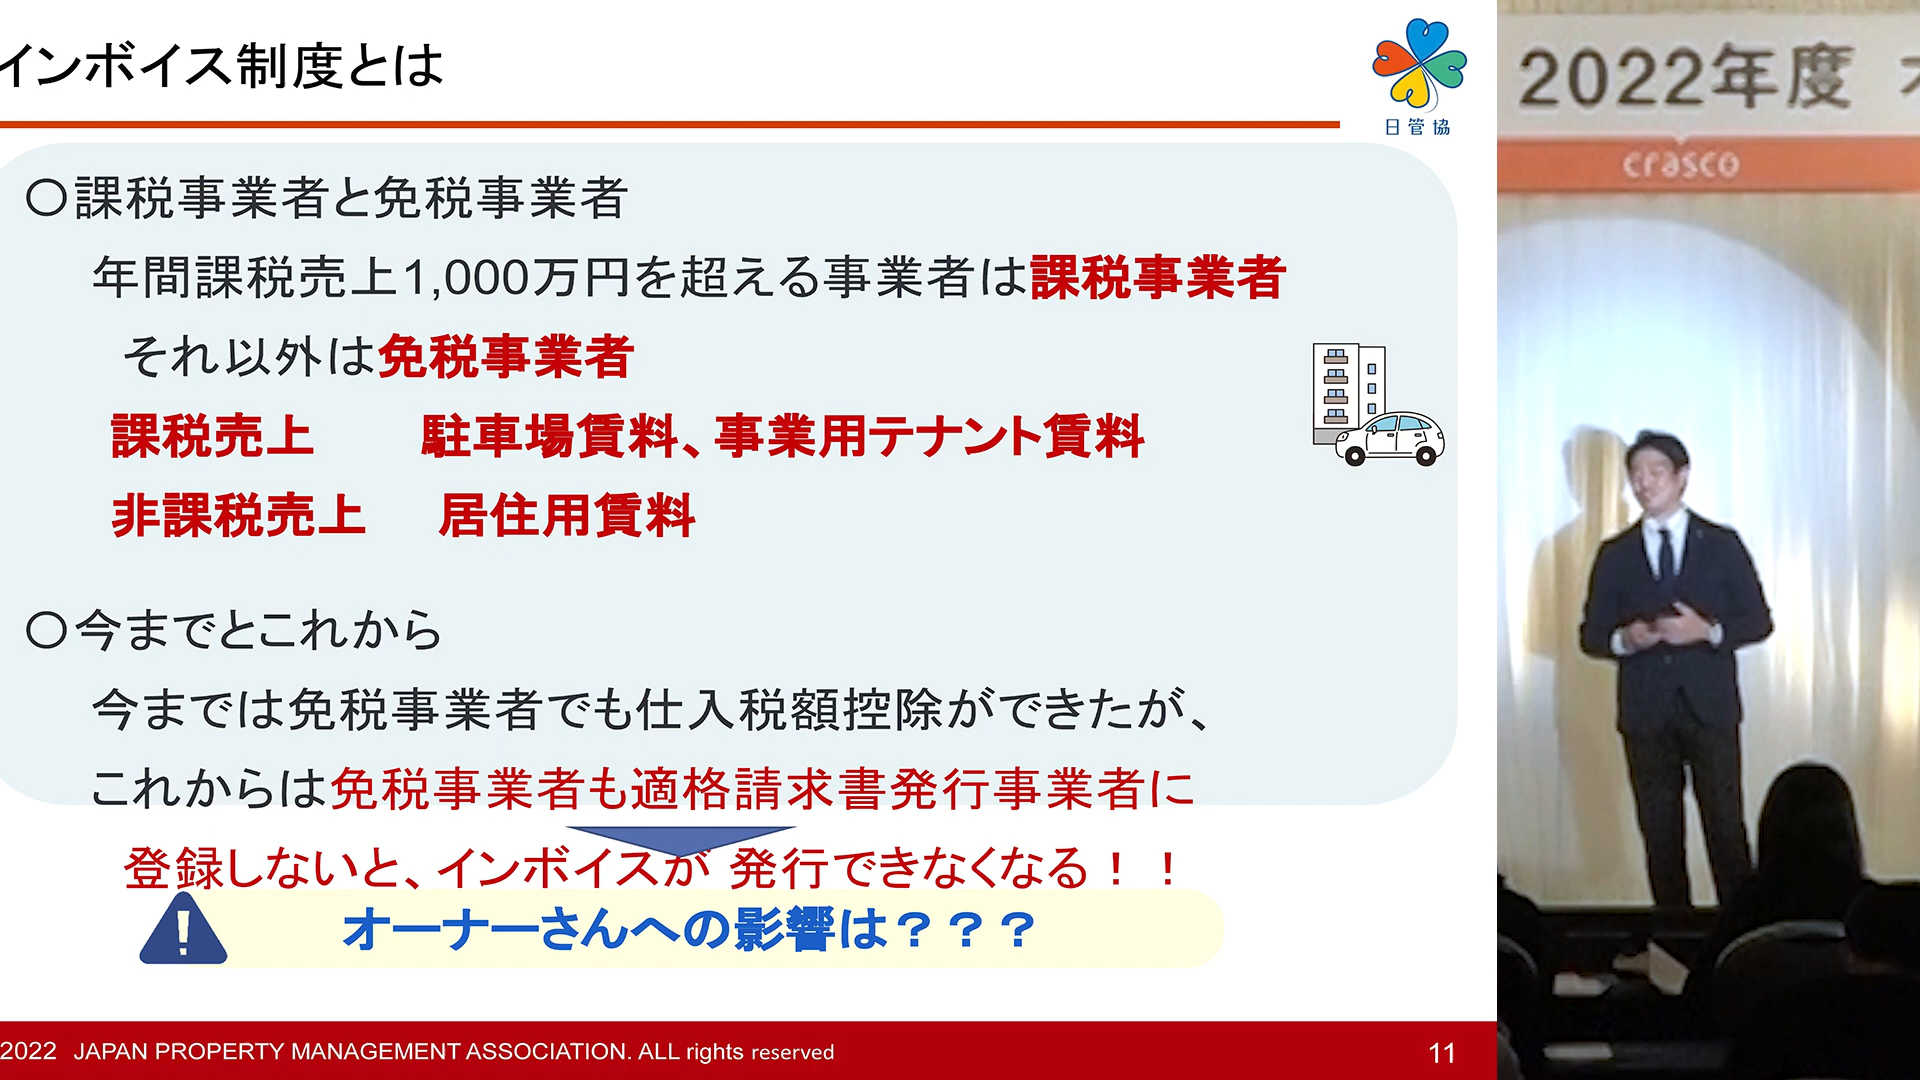 インボイス制度とは
日管協
〇課税事業者と免税事業者
年間課税売上1,000万円を超える事業者は課税事業者
それ以外は免税事業者
課税売上 駐車場賃料、事業用テナント賃料
非課税売上 居住用賃料
〇今までとこれから
今までは免税事業者でも仕入税額控除ができたが、
これからは免税事業者も適格請求書発行事業者に
登録しないと、インボイスが 発行できなくなる！！
オーナーさんへの影響は？？？
2022 JAPAN PROPERTY MANAGEMENT ASSOCIATION. ALL rights reserved
11
2022年度
crasco